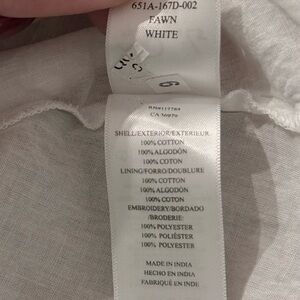 651A-167D-002
FAWN
WHITE
6
SHELL/EXTERIOR/EXTERIEUR
100% COTTON
100% ALGODÓN
100% COTON
LINING/FORRO/DOUBLURE
100% COTTON
100% ALGODÓN
100% COTON
EMBROIDERY/BORDADO
/BRODERIE:
100% POLYESTER
100% POLIÉSTER
100% POLYESTER
MADE IN INDIA
HECHO EN INDIA
FABRIQUÉ EN INDE